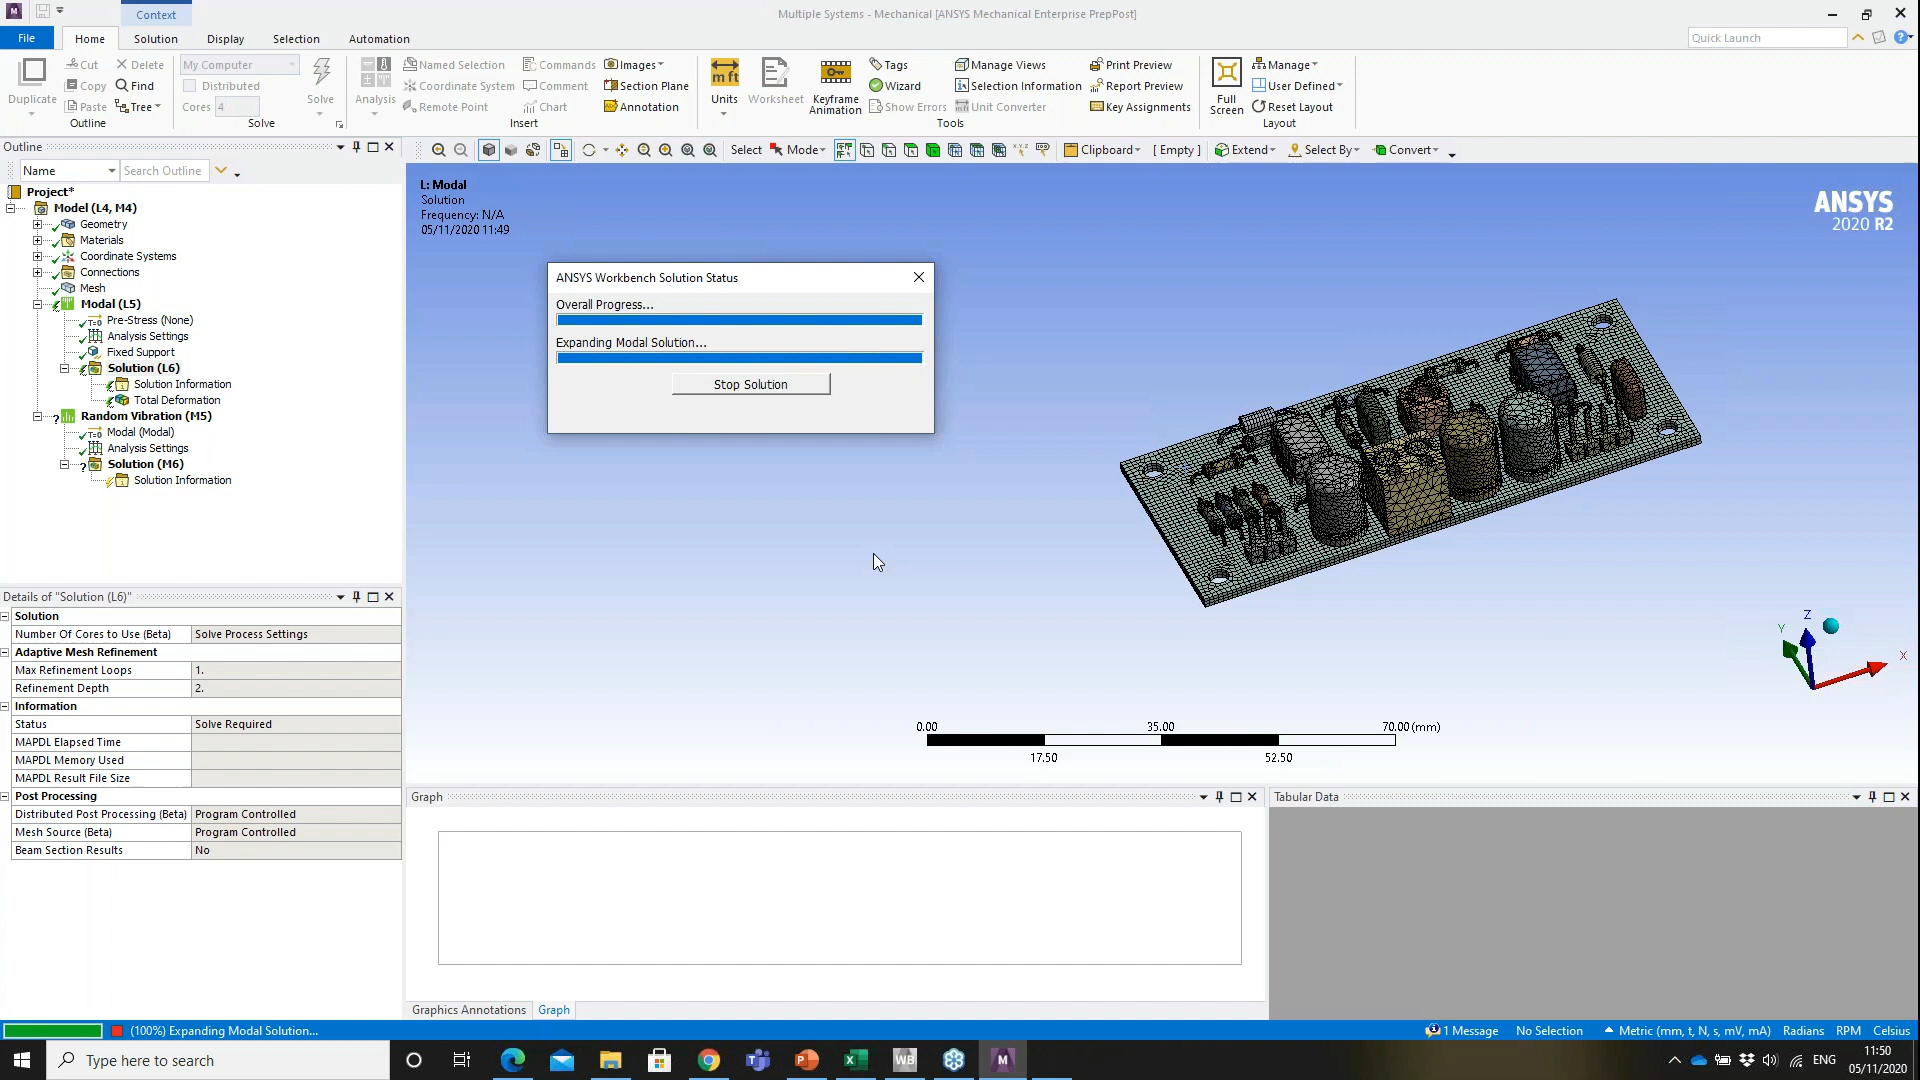 Context
Multiple Systems - Mechanical [ANSYS Mechanical Enterprise PrepPost]
File Home Solution Display Selection Automation
Quick Launch
Duplicate
Cut
Delete
Copy
Find
Paste
Tree
Outline
My Computer
Distributed
Cores 4
Solve
Solve
Analysis
Named Selection
Coordinate System
Remote Point
Commands
Comment
Chart
Images
Section Plane
Annotation
Insert
m ft
Units
Worksheet
Keyframe
Animation
Tags
Wizard
Show Errors
Manage Views
Selection Information
Unit Converter
Print Preview
Report Preview
Key Assignments
Tools
Full
Screen
Manage
User Defined
Reset Layout
Layout
Outline
Select Mode Clipboard [ Empty ] Extend Select By Convert
Name Search Outline
Project*
Model (L4, M4)
Geometry
Materials
Coordinate Systems
Connections
Mesh
Modal (L5)
Pre-Stress (None)
Analysis Settings
Fixed Support
Solution (L6)
Solution Information
Total Deformation
Random Vibration (M5)
Modal (Modal)
Analysis Settings
Solution (M6)
Solution Information
Details of "Solution (L6)"
Solution
Number Of Cores to Use (Beta) Solve Process Settings
Adaptive Mesh Refinement
Max Refinement Loops 1.
Refinement Depth 2.
Information
Status Solve Required
MAPDL Elapsed Time
MAPDL Memory Used
MAPDL Result File Size
Post Processing
Distributed Post Processing (Beta) Program Controlled
Mesh Source (Beta) Program Controlled
Beam Section Results No
L: Modal
Solution
Frequency: N/A
05/11/2020 11:49
ANSYS
2020 R2
ANSYS Workbench Solution Status
Overall Progress...
Expanding Modal Solution...
Stop Solution
Z
Y
X
0.00 35.00 70.00 (mm)
17.50 52.50
Graph
Tabular Data
Graphics Annotations Graph
(100%) Expanding Modal Solution...
1 Message No Selection Metric (mm, t, N, s, mV, mA) Radians RPM Celsius
Type here to search
WB
M
ENG
11:50
05/11/2020